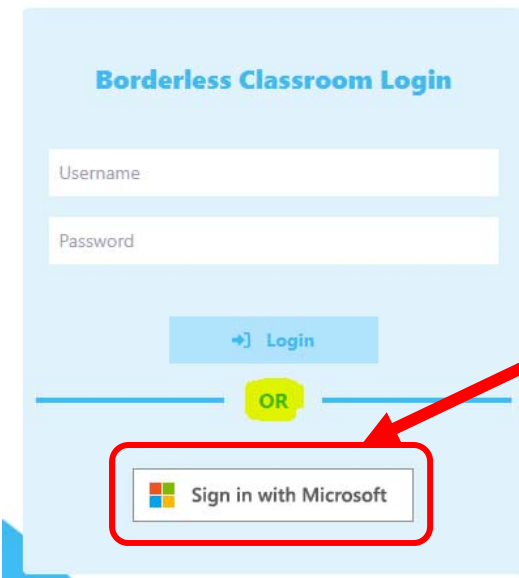 Borderless Classroom Login
Username
Password
Login
OR
Sign in with Microsoft